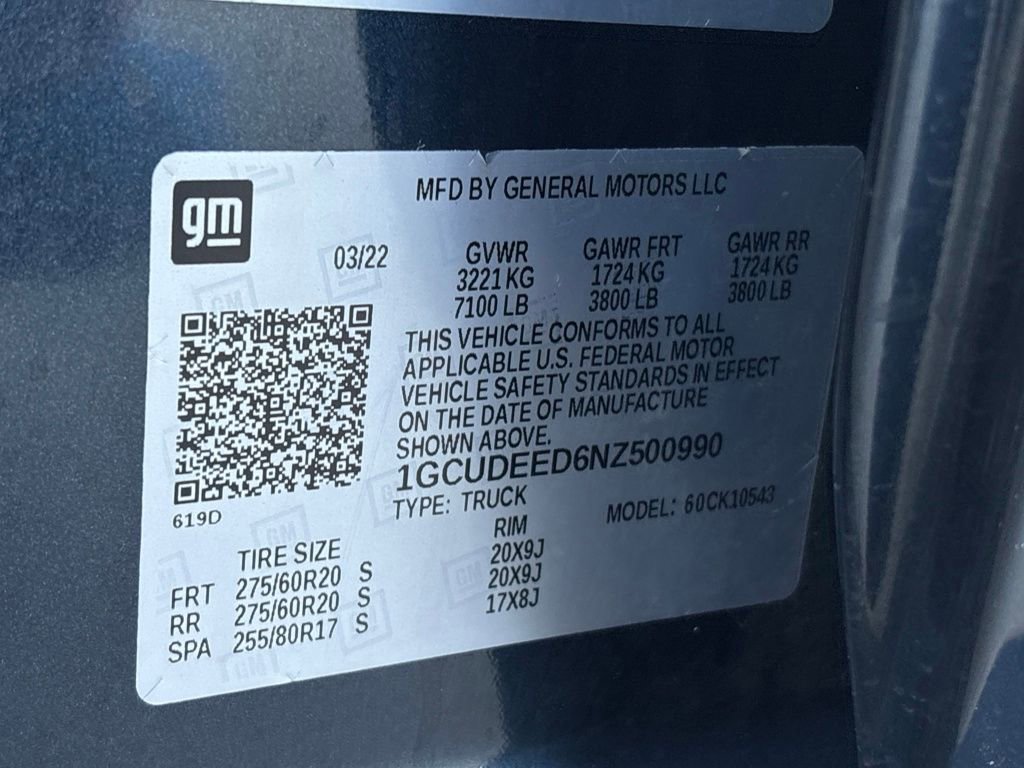 gm
MFD BY GENERAL MOTORS LLC
03/22 GVWR GAWR FRT GAWR RR
3221 KG 1724 KG 1724 KG
7100 LB 3800 LB 3800 LB
THIS VEHICLE CONFORMS TO ALL
APPLICABLE U.S. FEDERAL MOTOR
VEHICLE SAFETY STANDARDS IN EFFECT
ON THE DATE OF MANUFACTURE
SHOWN ABOVE.
1GCUDEED6NZ500990
619D
TYPE: TRUCK MODEL: 60CK10543
TIRE SIZE RIM
FRT 275/60R20 S 20X9J
RR 275/60R20 S 20X9J
SPA 255/80R17 S 17X8J